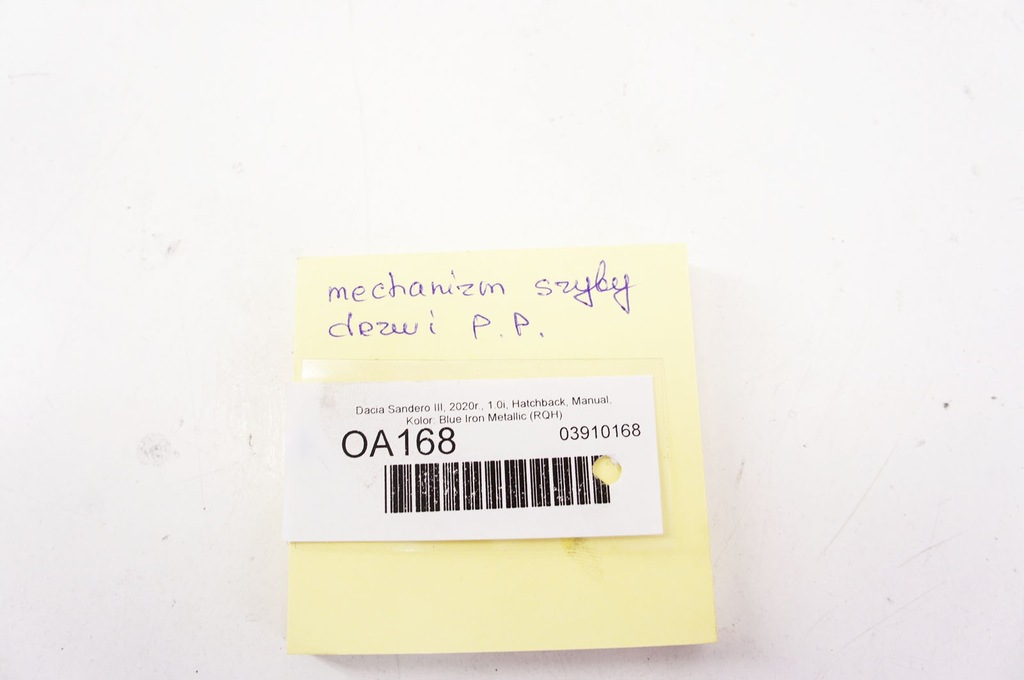 mechanizm szyby
drzwi P.P.
Dacia Sandero III, 2020r., 1.0i, Hatchback, Manual,
Kolor: Blue Iron Metallic (RQH)
OA168 03910168